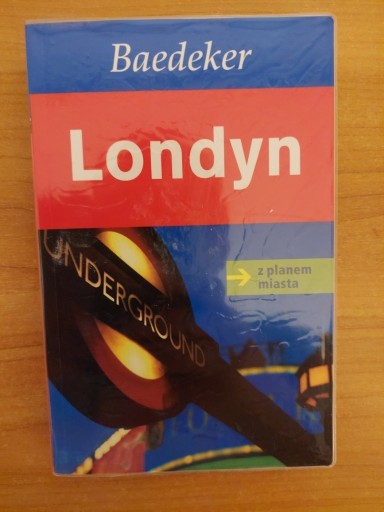 Baedeker
Londyn
z planem
miasta
UNDERGROUND